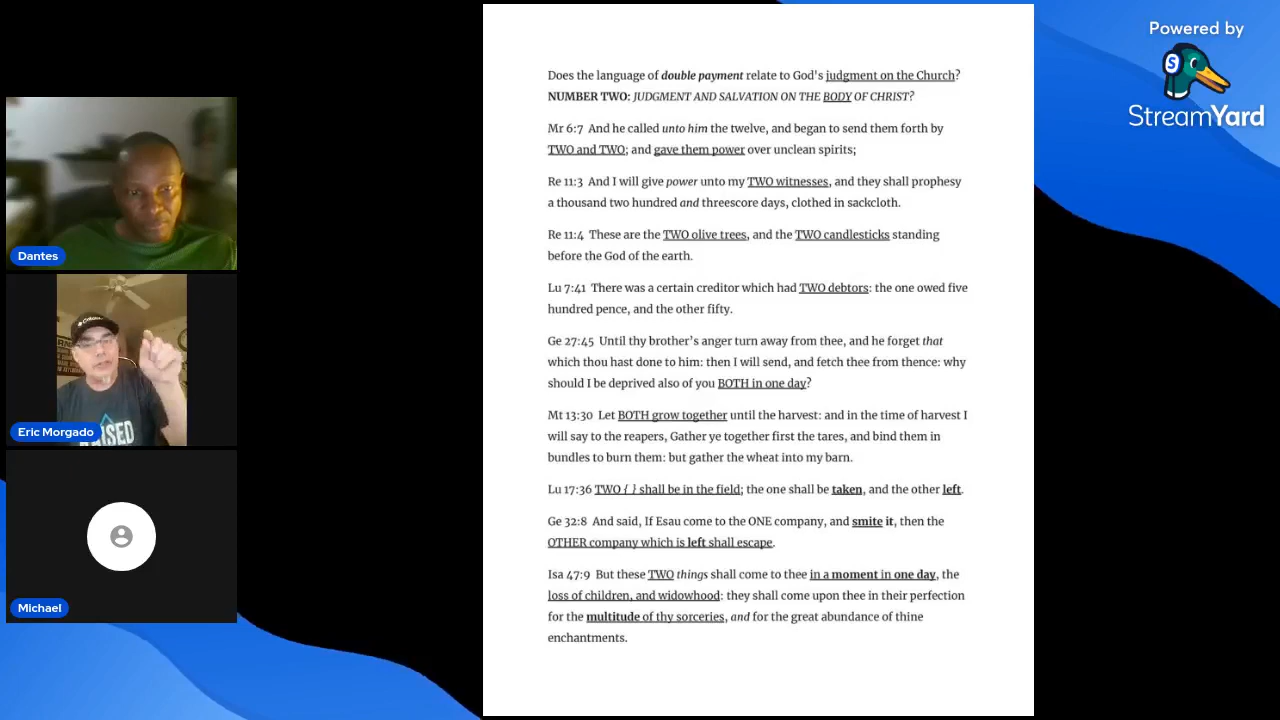 Powered by
StreamYard
Does the language of double payment relate to God's judgment on the Church?
NUMBER TWO: JUDGMENT AND SALVATION ON THE BODY OF CHRIST?
Mr 6:7 And he called unto him the twelve, and began to send them forth by
TWO and TWO; and gave them power over unclean spirits;
Re 11:3 And I will give power unto my TWO witnesses, and they shall prophesy
a thousand two hundred and threescore days, clothed in sackcloth.
Re 11:4 These are the TWO olive trees, and the TWO candlesticks standing
before the God of the earth.
Lu 7:41 There was a certain creditor which had TWO debtors: the one owed five
hundred pence, and the other fifty.
Ge 27:45 Until thy brother's anger turn away from thee, and he forget that
which thou hast done to him: then I will send, and fetch thee from thence: why
should I be deprived also of you BOTH in one day?
Mt 13:30 Let BOTH grow together until the harvest: and in the time of harvest I
will say to the reapers, Gather ye together first the tares, and bind them in
bundles to burn them: but gather the wheat into my barn.
Lu 17:36 TWO { } shall be in the field; the one shall be taken, and the other left.
Ge 32:8 And said, If Esau come to the ONE company, and smite it, then the
OTHER company which is left shall escape.
Isa 47:9 But these TWO things shall come to thee in a moment in one day, the
loss of children, and widowhood: they shall come upon thee in their perfection
for the multitude of thy sorceries, and for the great abundance of thine
enchantments.
Dantes
Eric Morgado
Michael